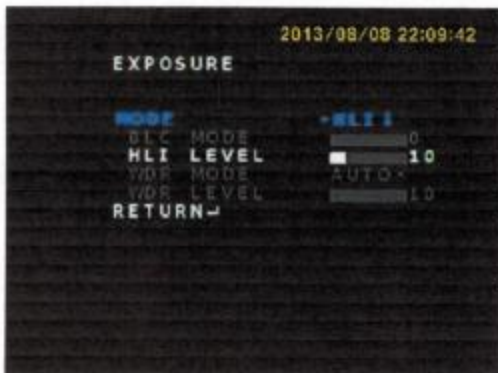 2013/08/08 22:09:42
EXPOSURE
MODE HLI
BLC MODE 0
HLI LEVEL 10
WDR MODE AUTO
WDR LEVEL 10
RETURN↵